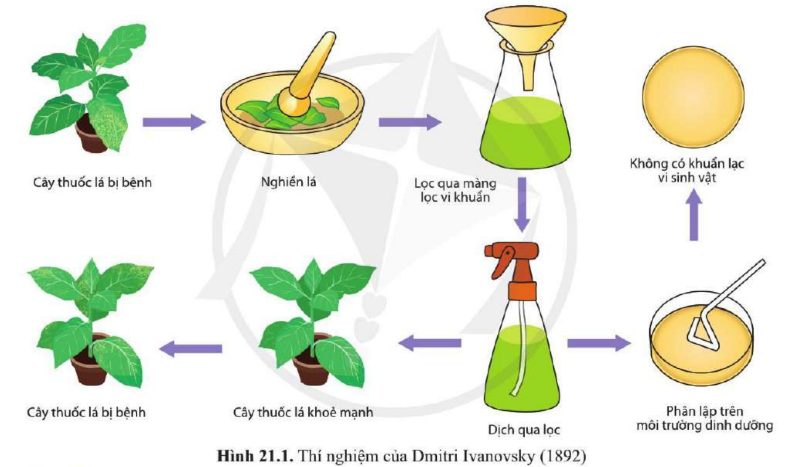 Cây thuốc lá bị bệnh
Nghiền lá
Lọc qua màng
lọc vi khuẩn
Không có khuẩn lạc
vi sinh vật
Cây thuốc lá bị bệnh
Cây thuốc lá khoẻ mạnh
Dịch qua lọc
Phân lập trên
môi trường dinh dưỡng
Hình 21.1. Thí nghiệm của Dmitri Ivanovsky (1892)